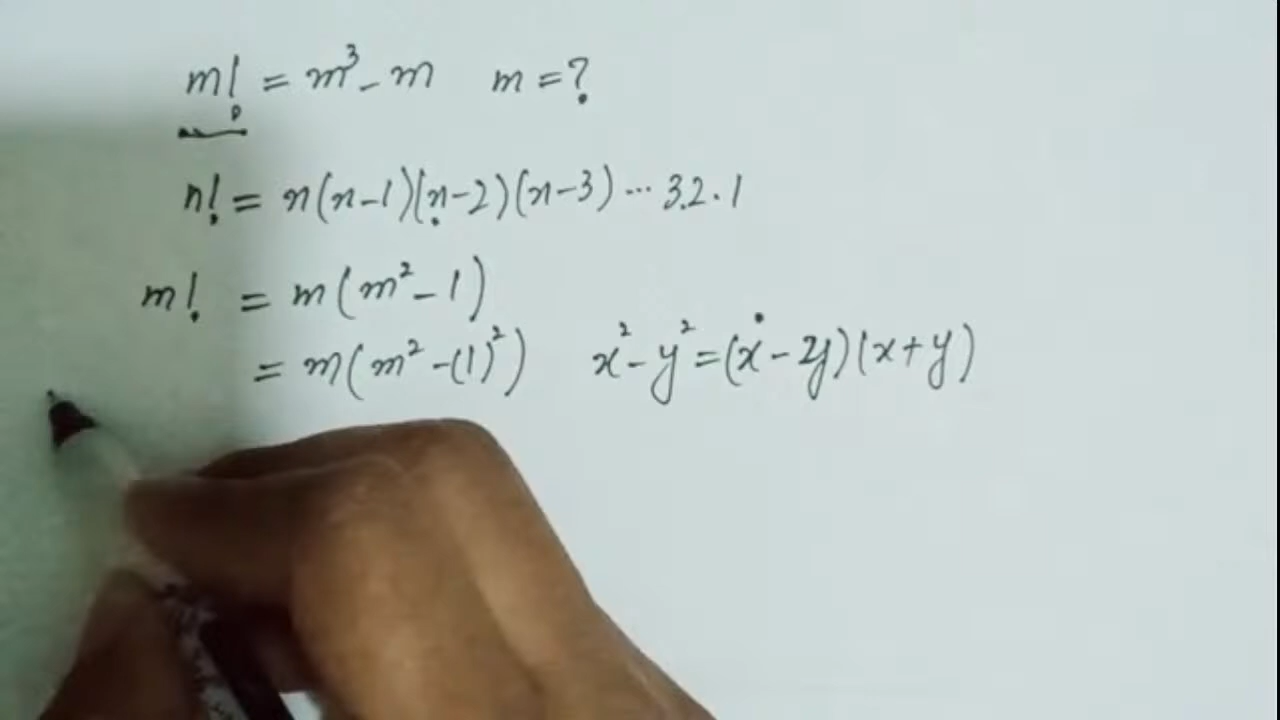 m! = m³ - m m = ?
n! = n(n-1)(n-2)(n-3) ... 3.2.1
m! = m(m² - 1)
= m(m² - (1)²) x² - y² = (x - y)(x + y)